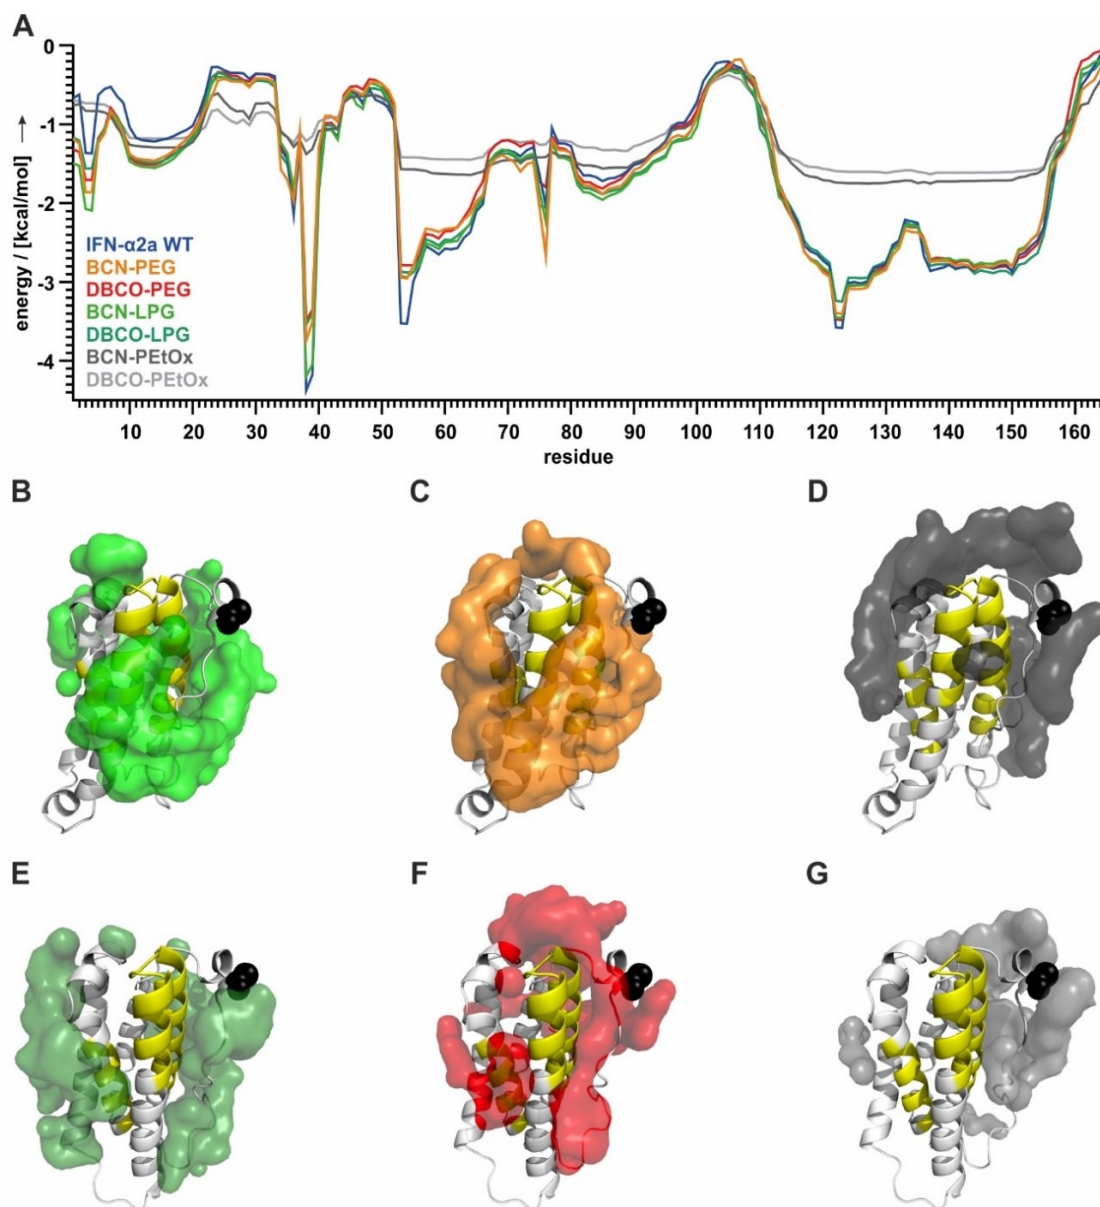 A
0
-1
-2
-3
-4
energy / [kcal/mol] →
IFN-α2a WT
BCN-PEG
DBCO-PEG
BCN-LPG
DBCO-LPG
BCN-PEtOx
DBCO-PEtOx
10 20 30 40 50 60 70 80 90 100 110 120 130 140 150 160
residue
B C D
E F G